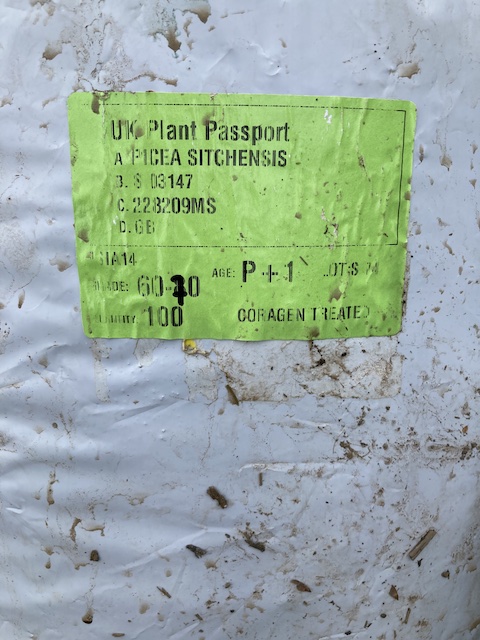 UK Plant Passport
A. PICEA SITCHENSIS
B. S 03147
C. 228209MS
D. GB
AGE: P + 1
100 CORAGEN TREATED